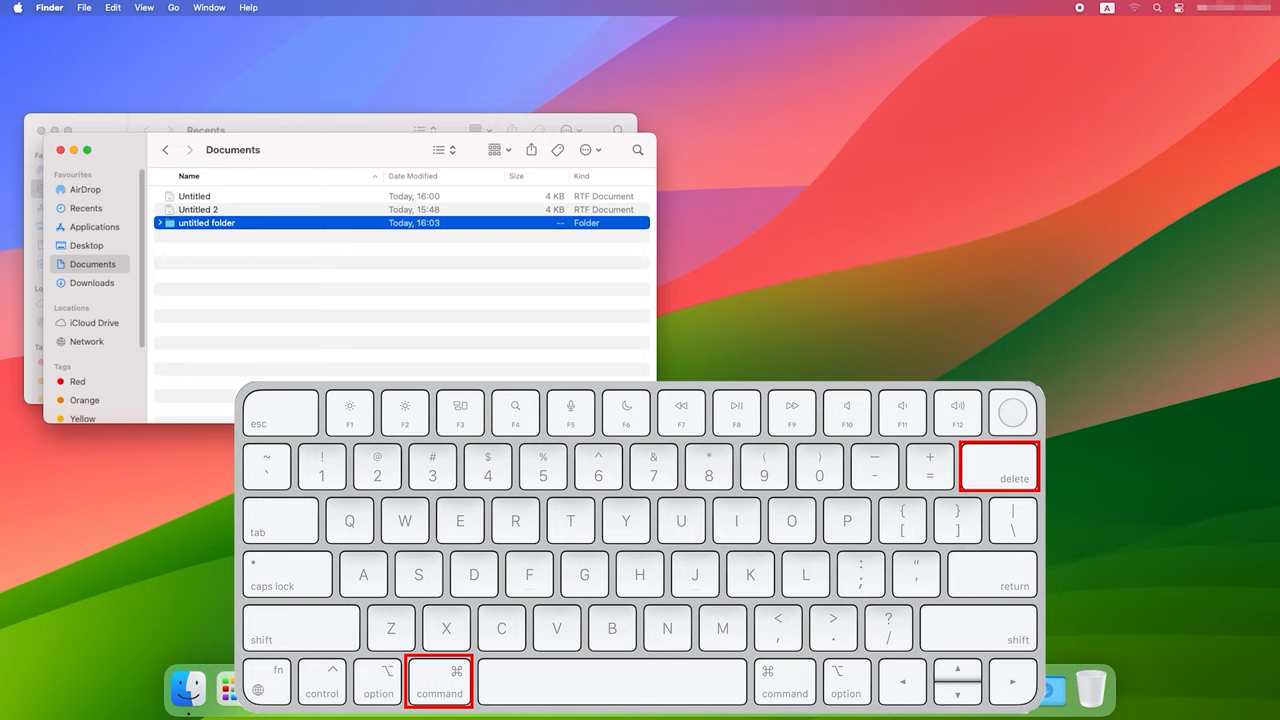 Finder File Edit View Go Window Help A
Recents
Documents
Favourites
AirDrop
Recents
Applications
Desktop
Documents
Downloads
Locations
iCloud Drive
Network
Tags
Red
Orange
Yellow
Name Date Modified Size Kind
Untitled Today, 16:00 4 KB RTF Document
Untitled 2 Today, 15:48 4 KB RTF Document
untitled folder Today, 16:03 -- Folder
esc F1 F2 F3 F4 F5 F6 F7 F8 F9 F10 F11 F12
~ ! @ # $ % ^ & * ( ) — +
` 1 2 3 4 5 6 7 8 9 0 - = delete
tab Q W E R T Y U I O P { [ } ] | \
caps lock A S D F G H J K L : ; " ' return
shift Z X C V B N M < , > . ? / shift
fn control option ⌘ command ⌘ command option